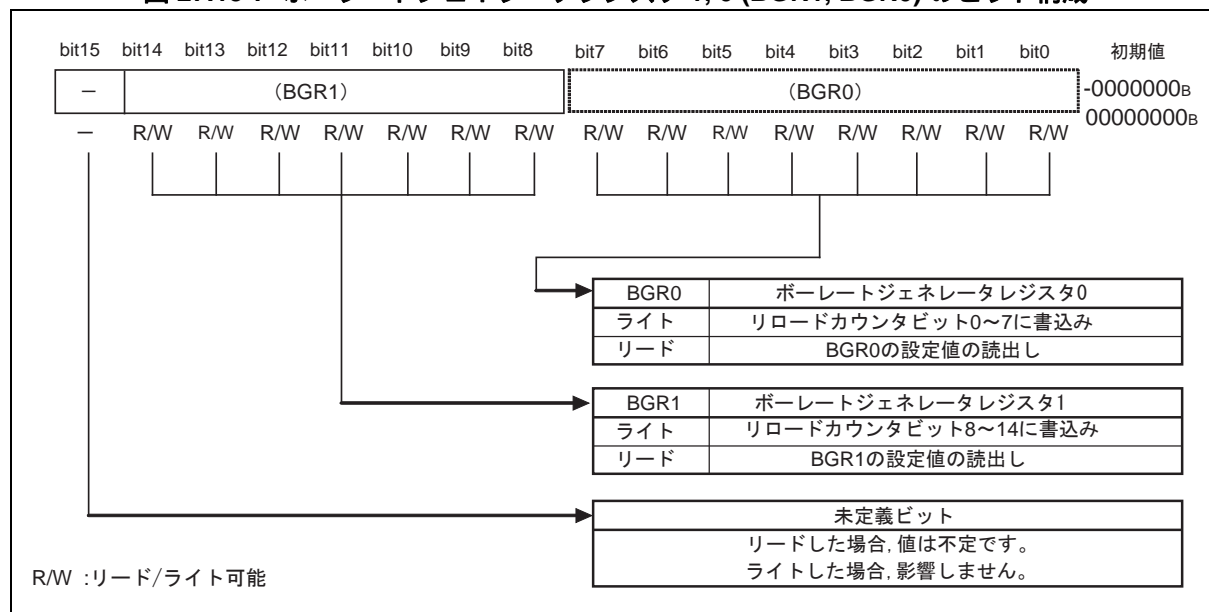 bit15 bit14 bit13 bit12 bit11 bit10 bit9 bit8 bit7 bit6 bit5 bit4 bit3 bit2 bit1 bit0 初期値
− (BGR1) (BGR0) -0000000B
00000000B
− R/W R/W R/W R/W R/W R/W R/W R/W R/W R/W R/W R/W R/W R/W R/W
BGR0 ボーレートジェネレータレジスタ0
ライト リロードカウンタビット0〜7に書込み
リード BGR0の設定値の読出し
BGR1 ボーレートジェネレータレジスタ1
ライト リロードカウンタビット8〜14に書込み
リード BGR1の設定値の読出し
未定義ビット
リードした場合, 値は不定です。
ライトした場合, 影響しません。
R/W :リード/ライト可能